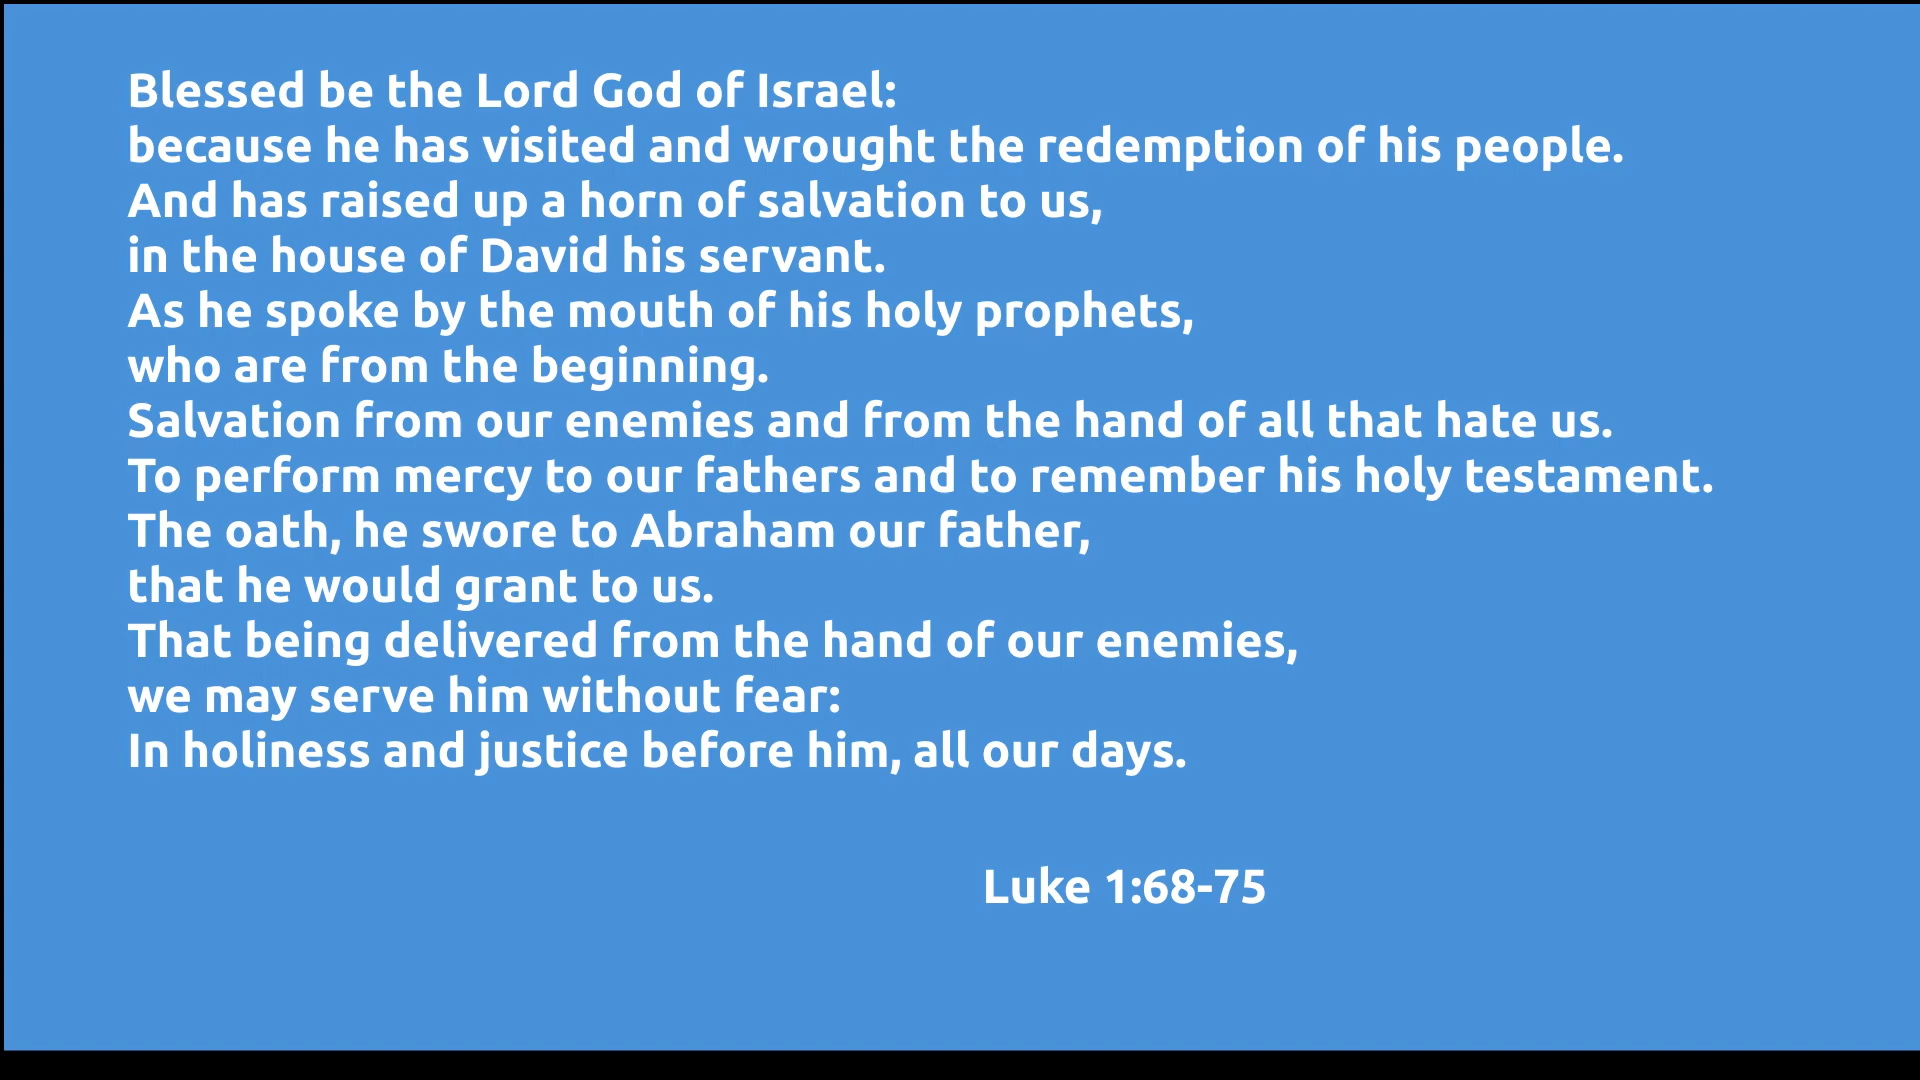 Blessed be the Lord God of Israel:
because he has visited and wrought the redemption of his people.
And has raised up a horn of salvation to us,
in the house of David his servant.
As he spoke by the mouth of his holy prophets,
who are from the beginning.
Salvation from our enemies and from the hand of all that hate us.
To perform mercy to our fathers and to remember his holy testament.
The oath, he swore to Abraham our father,
that he would grant to us.
That being delivered from the hand of our enemies,
we may serve him without fear:
In holiness and justice before him, all our days.
Luke 1:68-75